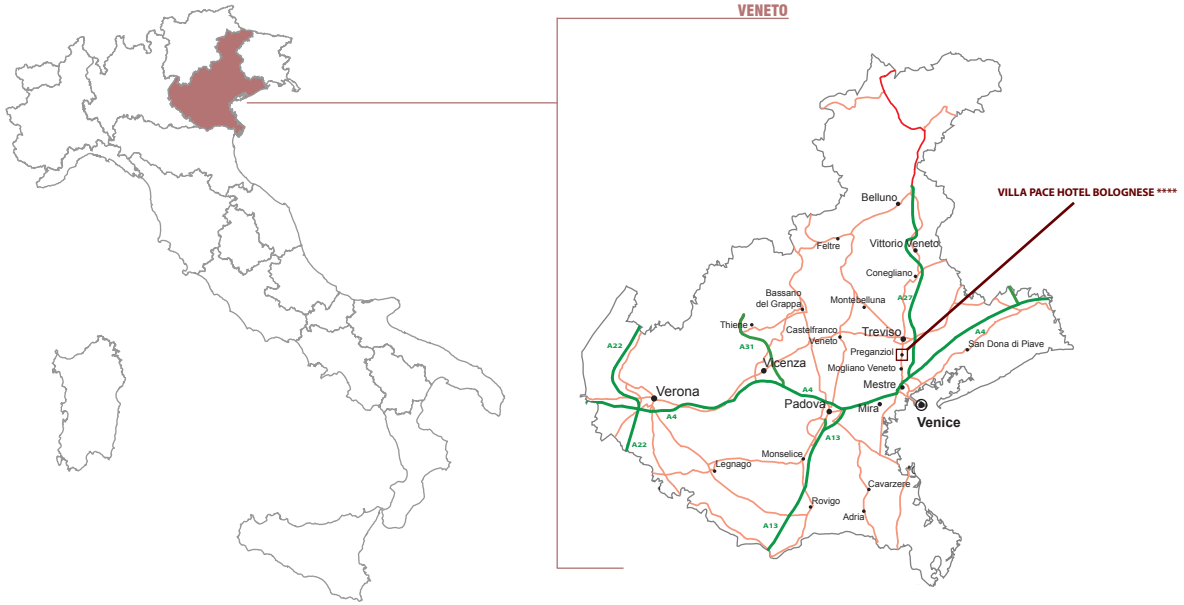 VENETO
VILLA PACE HOTEL BOLOGNESE ****
Belluno
Feltre
Vittorio Veneto
Conegliano
A27
Bassano
del Grappa
Montebelluna
Thiene
Castelfranco
Veneto
Treviso
A4
San Dona di Piave
A22
A31
Preganziol
Vicenza
Mogliano Veneto
Mestre
Verona
A4
A4
Padova
Mira
Venice
A22
A13
Monselice
Legnago
Cavarzere
Rovigo
Adria
A13